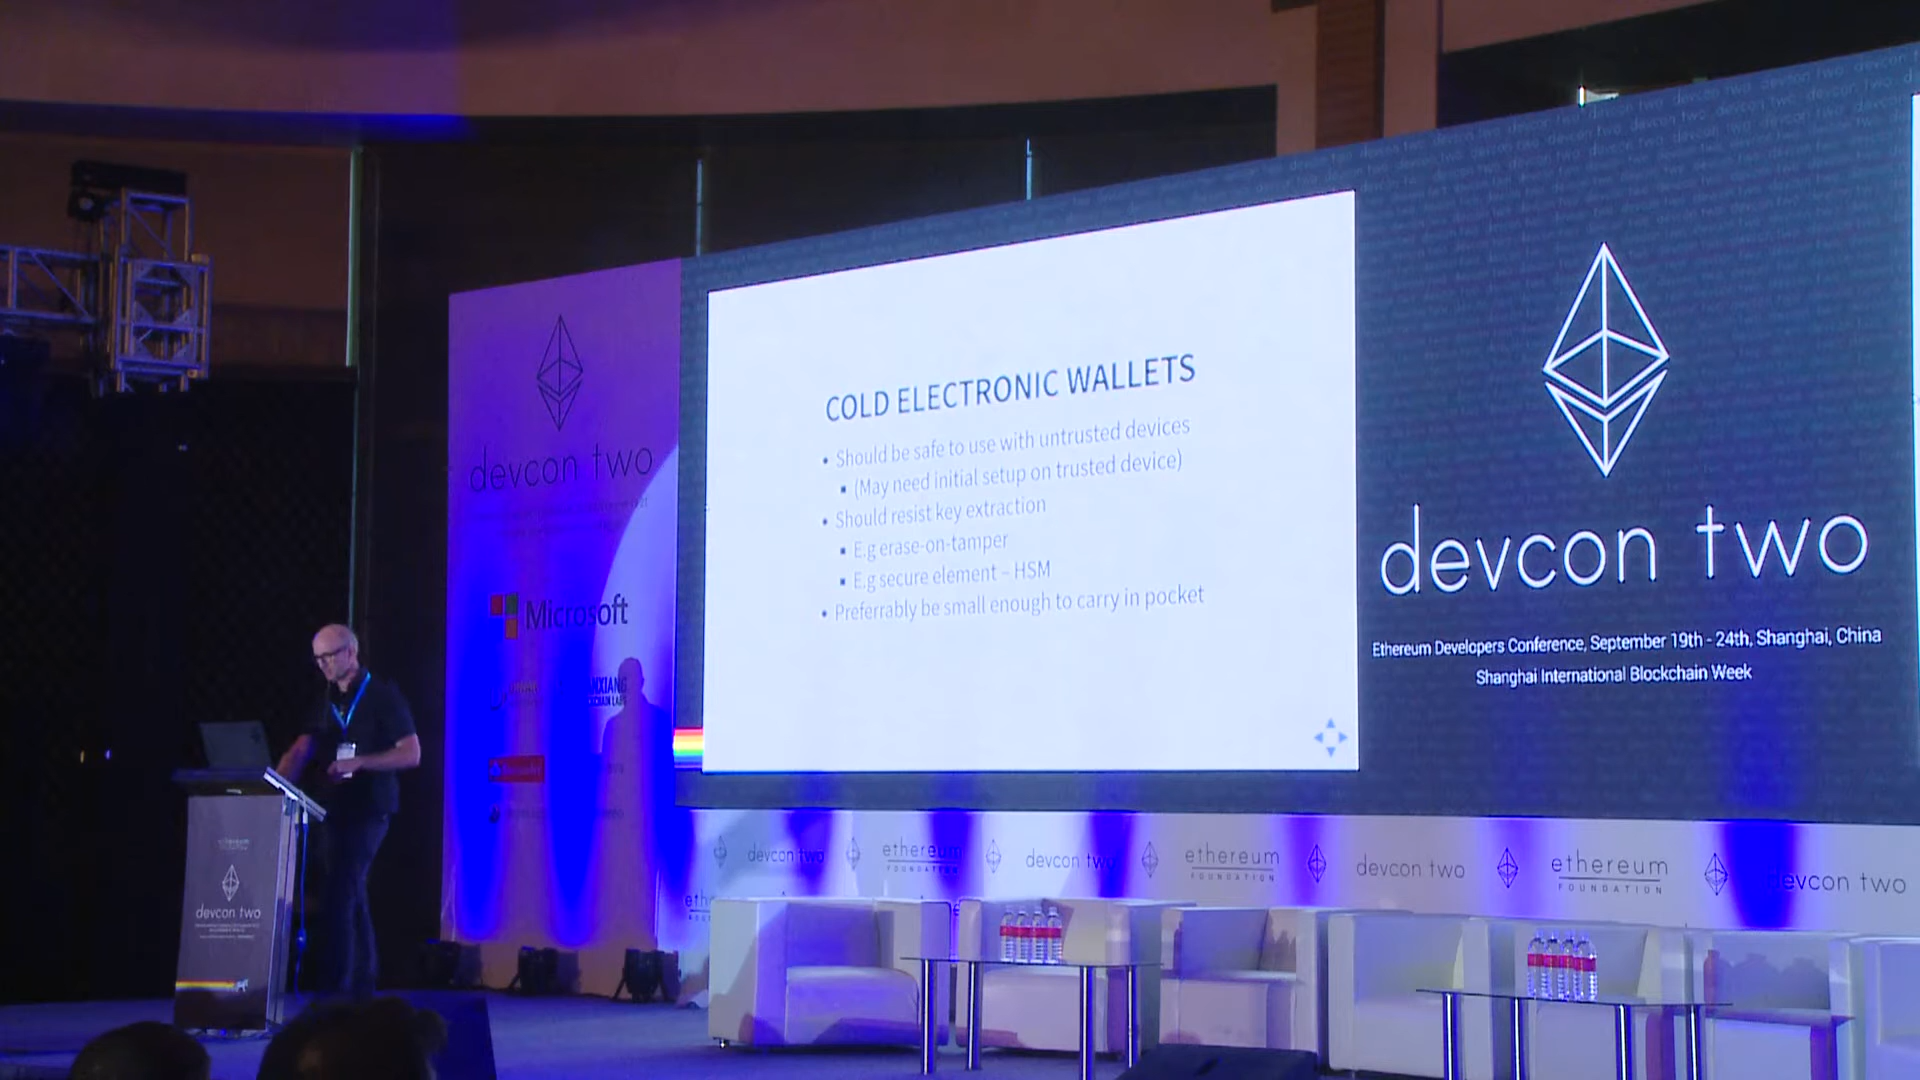 COLD ELECTRONIC WALLETS
• Should be safe to use with untrusted devices
▪ (May need initial setup on trusted device)
• Should resist key extraction
▪ E.g erase-on-tamper
▪ E.g secure element – HSM
• Preferrably be small enough to carry in pocket
devcon two
Ethereum Developers Conference, September 19th - 24th, Shanghai, China
Shanghai International Blockchain Week
devcon two
Microsoft
devcon two
ethereum
FOUNDATION
devcon two
ethereum
FOUNDATION
devcon two
ethereum
FOUNDATION
devcon two
devcon two